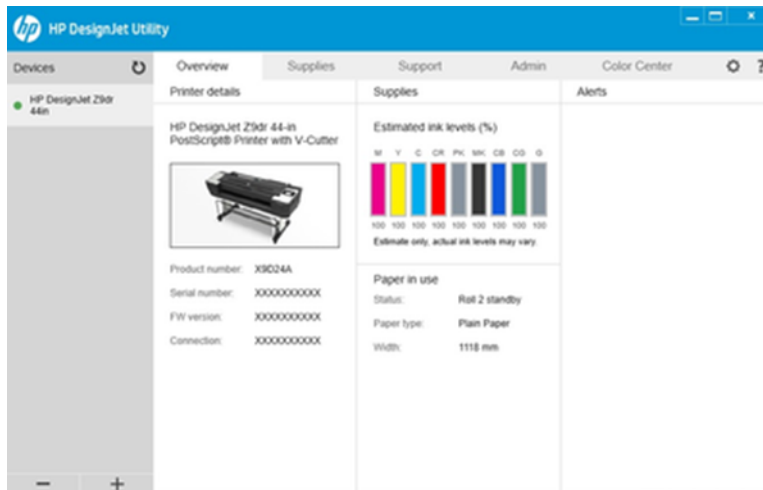 hp HP DesignJet Utility
Devices
Overview
Supplies
Support
Admin
Color Center
?
HP DesignJet Z9dr
44in
Printer details
HP DesignJet Z9dr 44-in
PostScript® Printer with V-Cutter
Product number: X9D24A
Serial number: XXXXXXXXXX
FW version: XXXXXXXXXX
Connection: XXXXXXXXXX
Supplies
Estimated ink levels (%)
M Y C CR PK MK CB CG G
100 100 100 100 100 100 100 100 100
Estimate only, actual ink levels may vary.
Paper in use
Status: Roll 2 standby
Paper type: Plain Paper
Width: 1118 mm
Alerts